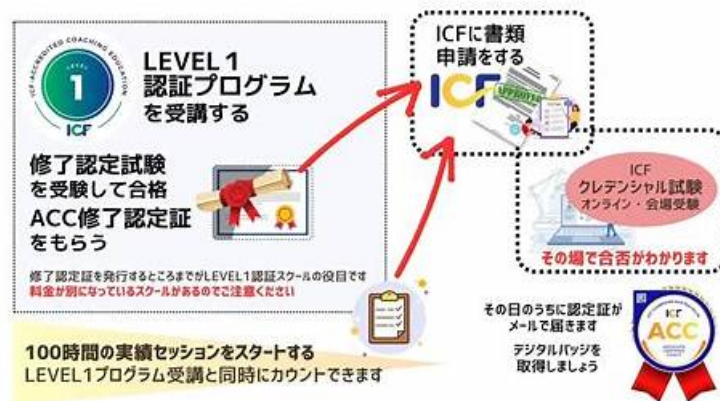 ICF-ACCREDITED COACHING EDUCATION
LEVEL
1
ICF
LEVEL1
認証プログラム
を受講する
修了認定試験
を受験して合格
ACC修了認定証
をもらう
修了認定証を発行するところまでがLEVEL1認証スクールの役目です
料金が別になっているスクールがあるのでご注意ください
100時間の実績セッションをスタートする
LEVEL1プログラム受講と同時にカウントできます
ICFに書類
申請をする
ICF
APPROVED
ICF
クレデンシャル試験
オンライン・会場受験
その場で合否がわかります
その日のうちに認定証が
メールで届きます
デジタルバッジを
取得しましょう
ICF
ACC